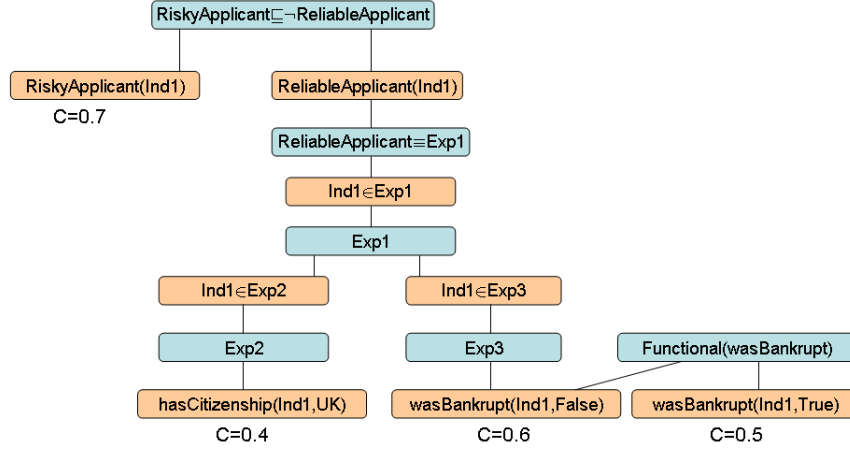 RiskyApplicant⊑¬ReliableApplicant
RiskyApplicant(Ind1)
ReliableApplicant(Ind1)
C=0.7
ReliableApplicant≡Exp1
Ind1∈Exp1
Exp1
Ind1∈Exp2
Ind1∈Exp3
Exp2
Exp3
Functional(wasBankrupt)
hasCitizenship(Ind1,UK)
wasBankrupt(Ind1,False)
wasBankrupt(Ind1,True)
C=0.4
C=0.6
C=0.5